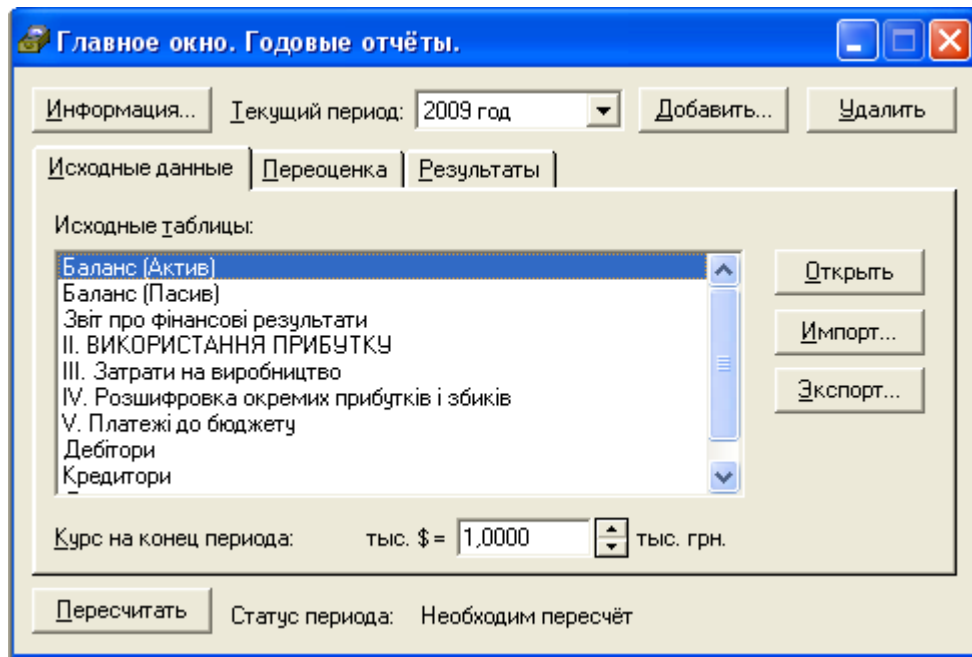 Главное окно. Годовые отчёты.
Информация... Текущий период: 2009 год Добавить... Удалить
Исходные данные Переоценка Результаты
Исходные таблицы:
Баланс (Актив)
Баланс (Пасив)
Звіт про фінансові результати
II. ВИКОРИСТАННЯ ПРИБУТКУ
III. Затрати на виробництво
IV. Розшифровка окремих прибутків і збиків
V. Платежі до бюджету
Дебітори
Кредитори
Открыть
Импорт...
Экспорт...
Курс на конец периода: тыс. $ = 1,0000 тыс. грн.
Пересчитать Статус периода: Необходим пересчёт